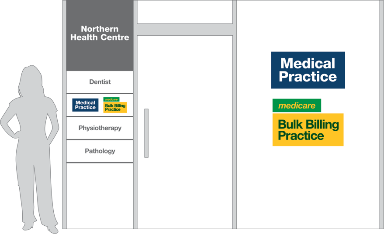 Northern
Health Centre
Dentist
Medical
Practice
medicare
Bulk Billing
Practice
Physiotherapy
Pathology
Medical
Practice
medicare
Bulk Billing
Practice